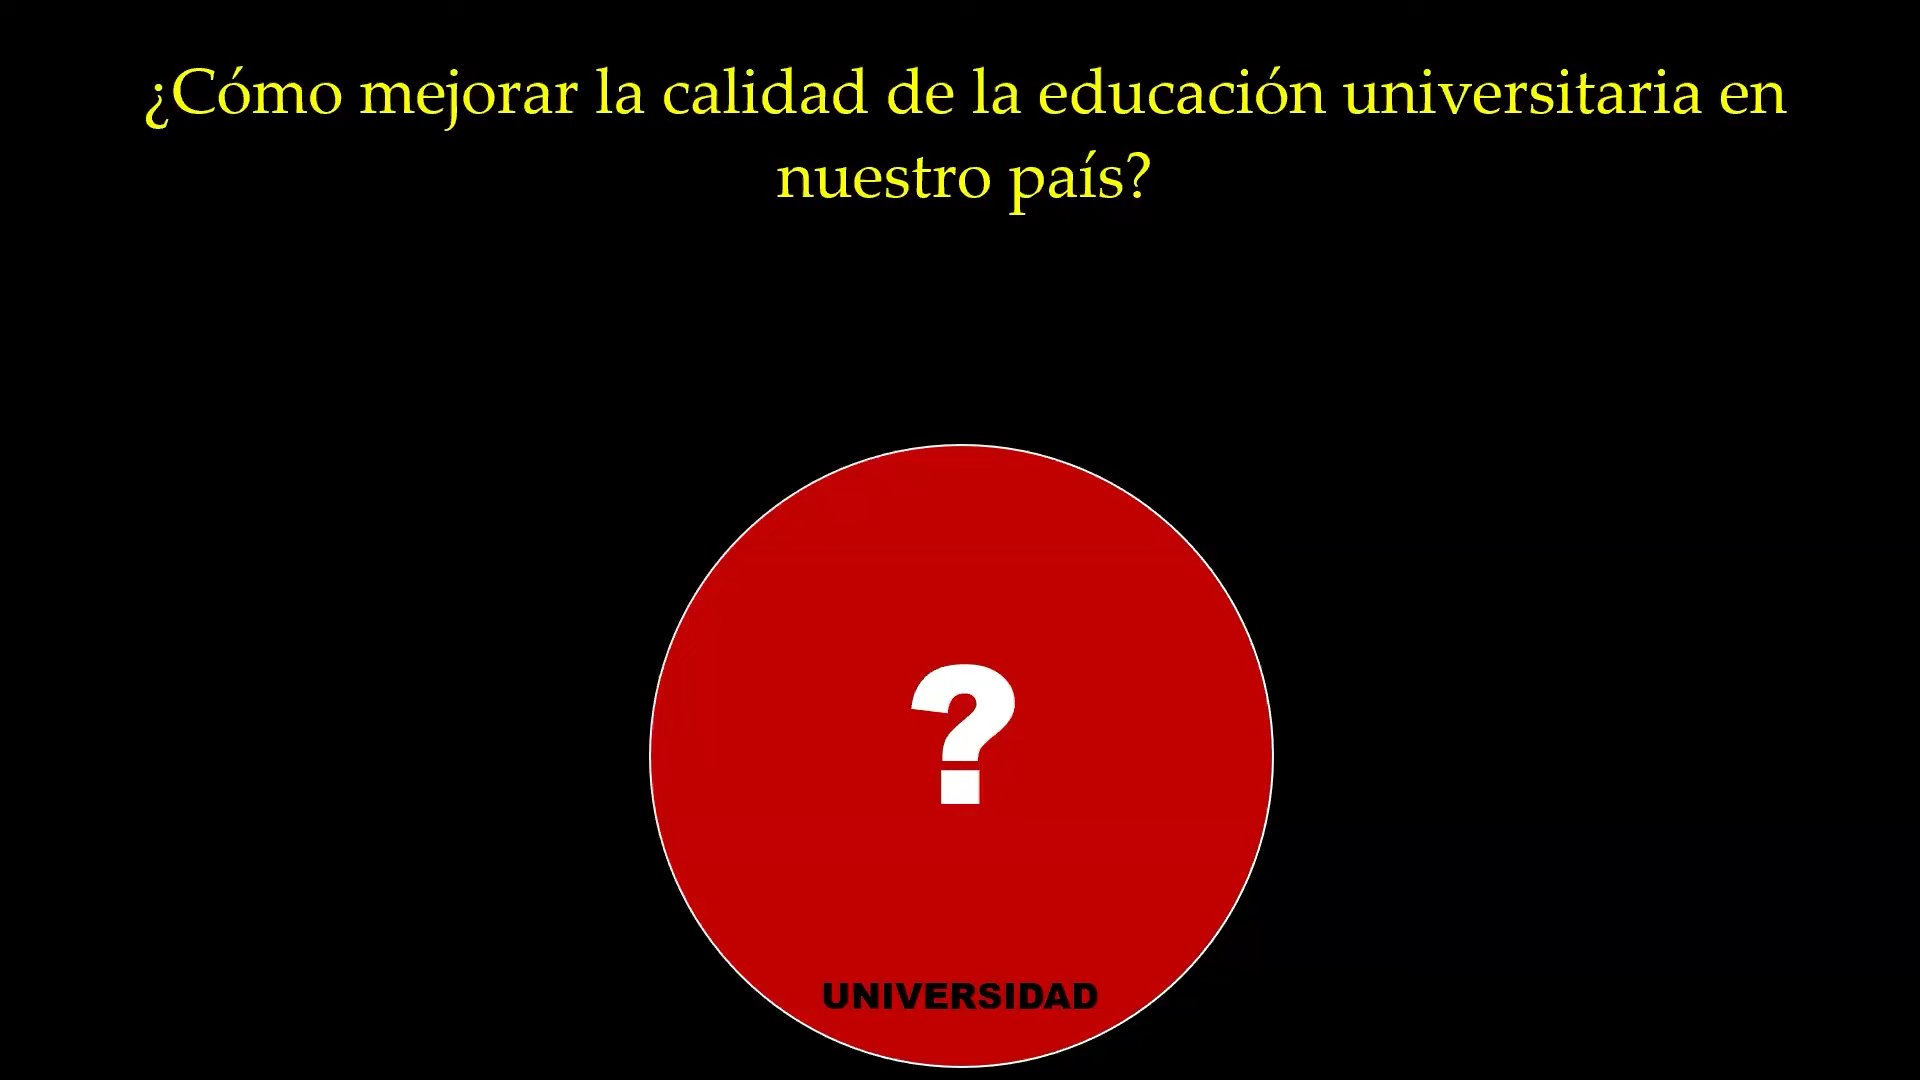 ¿Cómo mejorar la calidad de la educación universitaria en
nuestro país?
?
UNIVERSIDAD